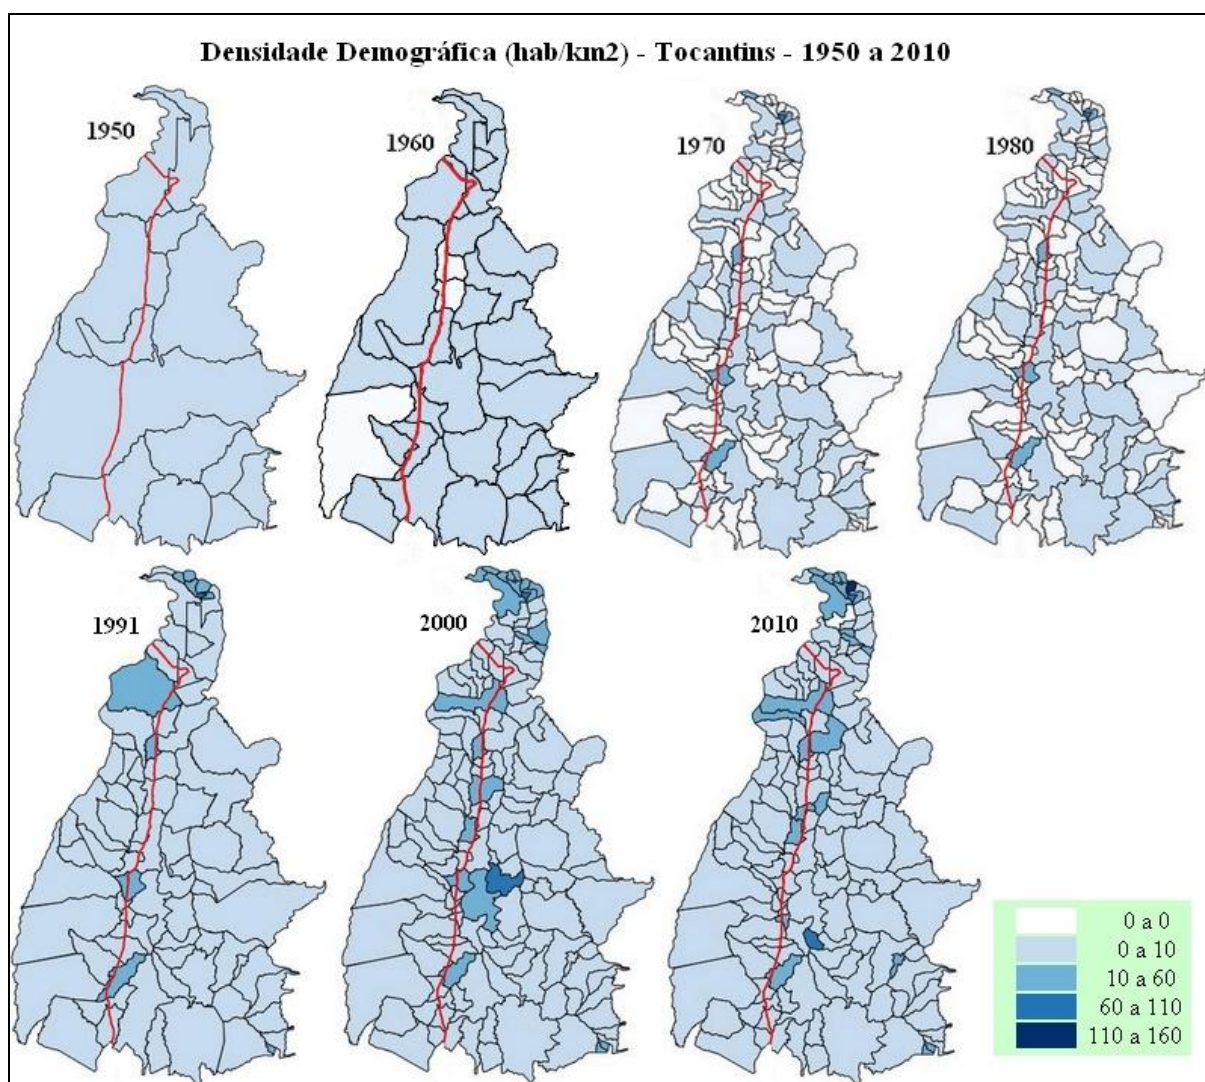 Densidade Demográfica (hab/km2) - Tocantins - 1950 a 2010
1950
1960
1970
1980
1991
2000
2010
0 a 0
0 a 10
10 a 60
60 a 110
110 a 160